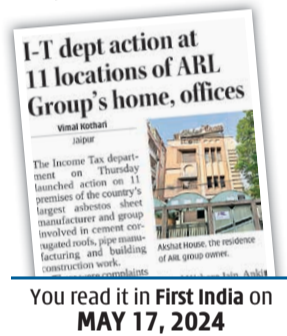 I-T dept action at
11 locations of ARL
Group's home, offices
Vimal Kothari
Jaipur
The Income Tax depart-
ment on Thursday
launched action on 11
premises of the country's
largest asbestos sheet
manufacturer and group
involved in cement cor-
rugated roofs, pipe manu-
facturing and building
construction work.
complaints
Akshat House, the residence
of ARL group owner.
Jain, Anki
You read it in First India on
MAY 17, 2024